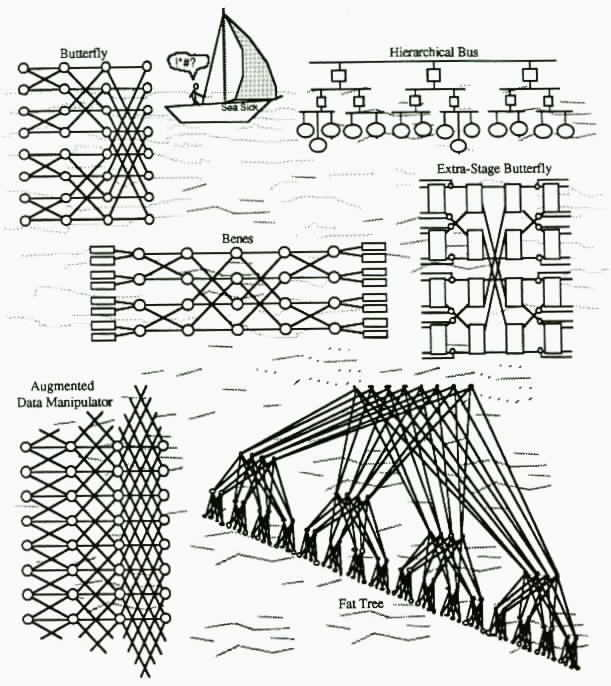 Butterfly
!*#?
Sea Sick
Hierarchical Bus
Extra-Stage Butterfly
Benes
Augmented
Data Manipulator
Fat Tree